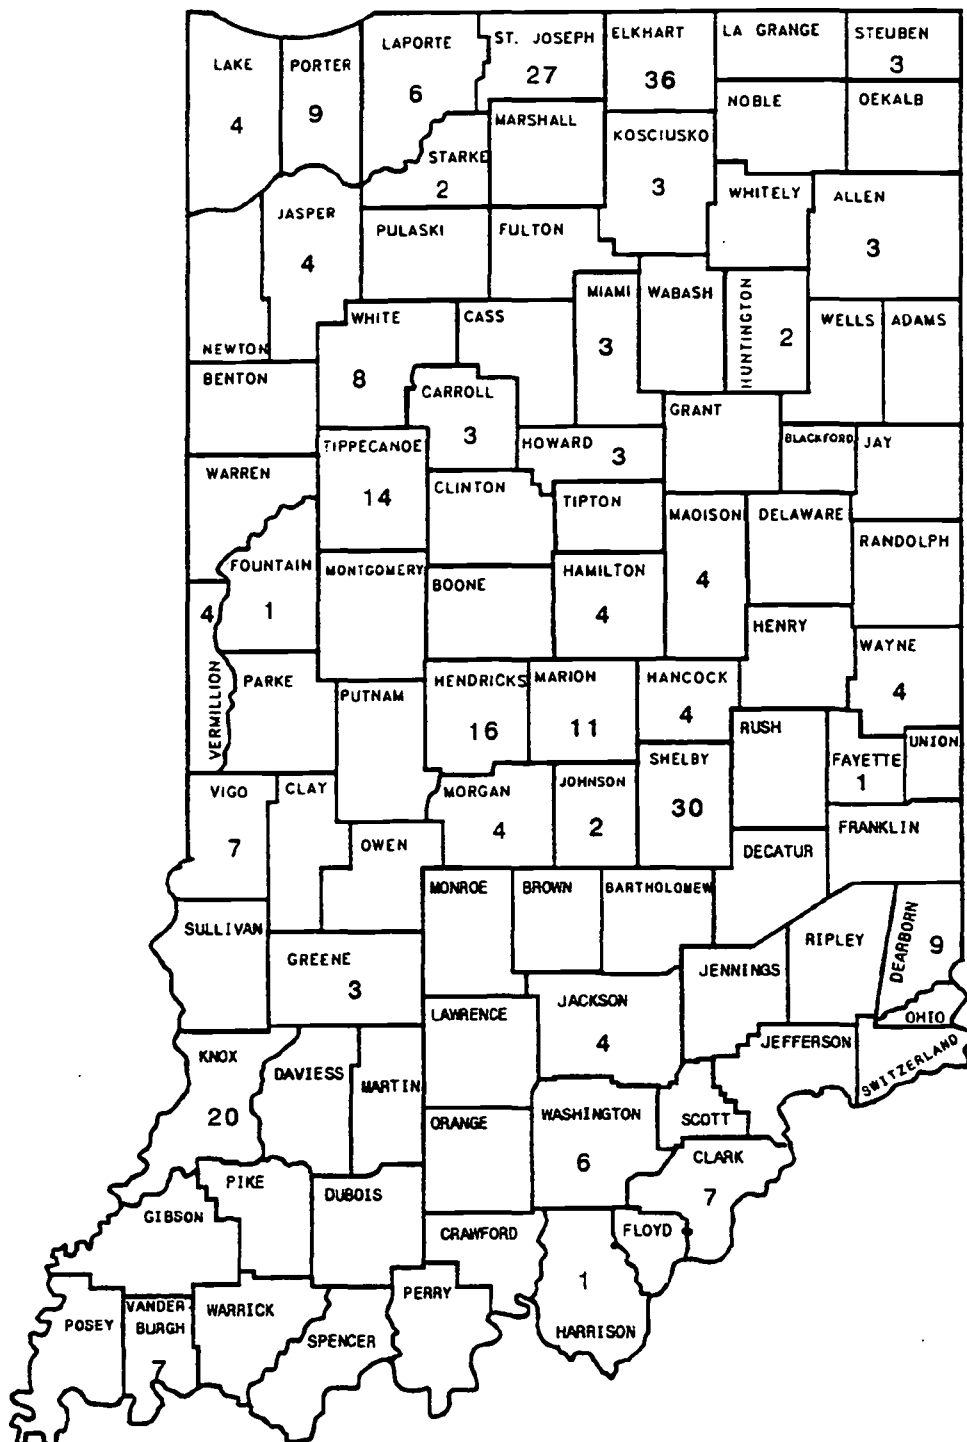 LAKE
4
PORTER
9
LAPORTE
6
ST. JOSEPH
27
ELKHART
36
LA GRANGE
STEUBEN
3
NOBLE
OEKALB
MARSHALL
STARKE
2
KOSCIUSKO
3
WHITELY
ALLEN
3
JASPER
4
PULASKI
FULTON
NEWTON
WHITE
8
CASS
MIAMI
3
WABASH
HUNTINGTON
2
WELLS
ADAMS
BENTON
CARROLL
3
HOWARD
3
GRANT
BLACKFORD
JAY
WARREN
TIPPECANOE
14
CLINTON
TIPTON
MAOISON
4
DELAWARE
RANDOLPH
FOUNTAIN
1
MONTGOMERY
BOONE
HAMILTON
4
HENRY
WAYNE
4
4
VERMILLION
PARKE
PUTNAM
HENDRICKS
16
MARION
11
HANCOCK
4
RUSH
FAYETTE
1
UNION
SHELBY
30
VIGO
7
CLAY
MORGAN
4
JOHNSON
2
OWEN
DECATUR
FRANKLIN
MONROE
BROWN
BARTHOLOMEW
SULLIVAN
GREENE
3
JENNINGS
RIPLEY
DEARBORN
9
OHIO
LAWRENCE
JACKSON
4
JEFFERSON
SWITZERLAND
KNOX
20
DAVIESS
MARTIN
ORANGE
WASHINGTON
6
SCOTT
CLARK
7
PIKE
DUBOIS
GIBSON
CRAWFORD
FLOYD
HARRISON
1
PERRY
POSEY
VANDER
BURGH
7
WARRICK
SPENCER